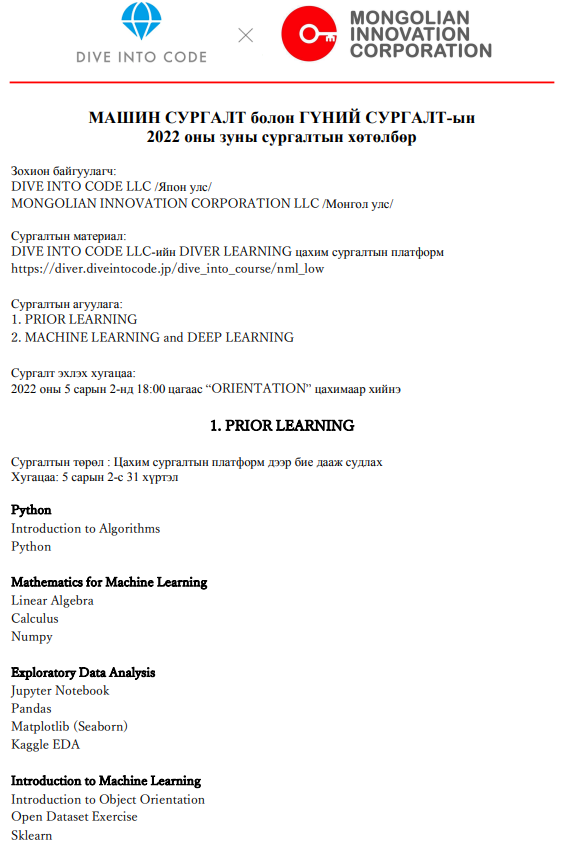 DIVE INTO CODE
×
MONGOLIAN
INNOVATION
CORPORATION
МАШИН СУРГАЛТ болон ГҮНИЙ СУРГАЛТ-ын
2022 оны зуны сургалтын хөтөлбөр
Зохион байгуулагч:
DIVE INTO CODE LLC /Япон улс/
MONGOLIAN INNOVATION CORPORATION LLC /Монгол улс/
Сургалтын материал:
DIVE INTO CODE LLC-ийн DIVER LEARNING цахим сургалтын платформ
https://diver.diveintocode.jp/dive_into_course/nml_low
Сургалтын агуулага:
1. PRIOR LEARNING
2. MACHINE LEARNING and DEEP LEARNING
Сургалт эхлэх хугацаа:
2022 оны 5 сарын 2-нд 18:00 цагаас “ORIENTATION” цахимаар хийнэ
1. PRIOR LEARNING
Сургалтын төрөл : Цахим сургалтын платформ дээр бие дааж судлах
Хугацаа: 5 сарын 2-с 31 хүртэл
Python
Introduction to Algorithms
Python
Mathematics for Machine Learning
Linear Algebra
Calculus
Numpy
Exploratory Data Analysis
Jupyter Notebook
Pandas
Matplotlib (Seaborn)
Kaggle EDA
Introduction to Machine Learning
Introduction to Object Orientation
Open Dataset Exercise
Sklearn